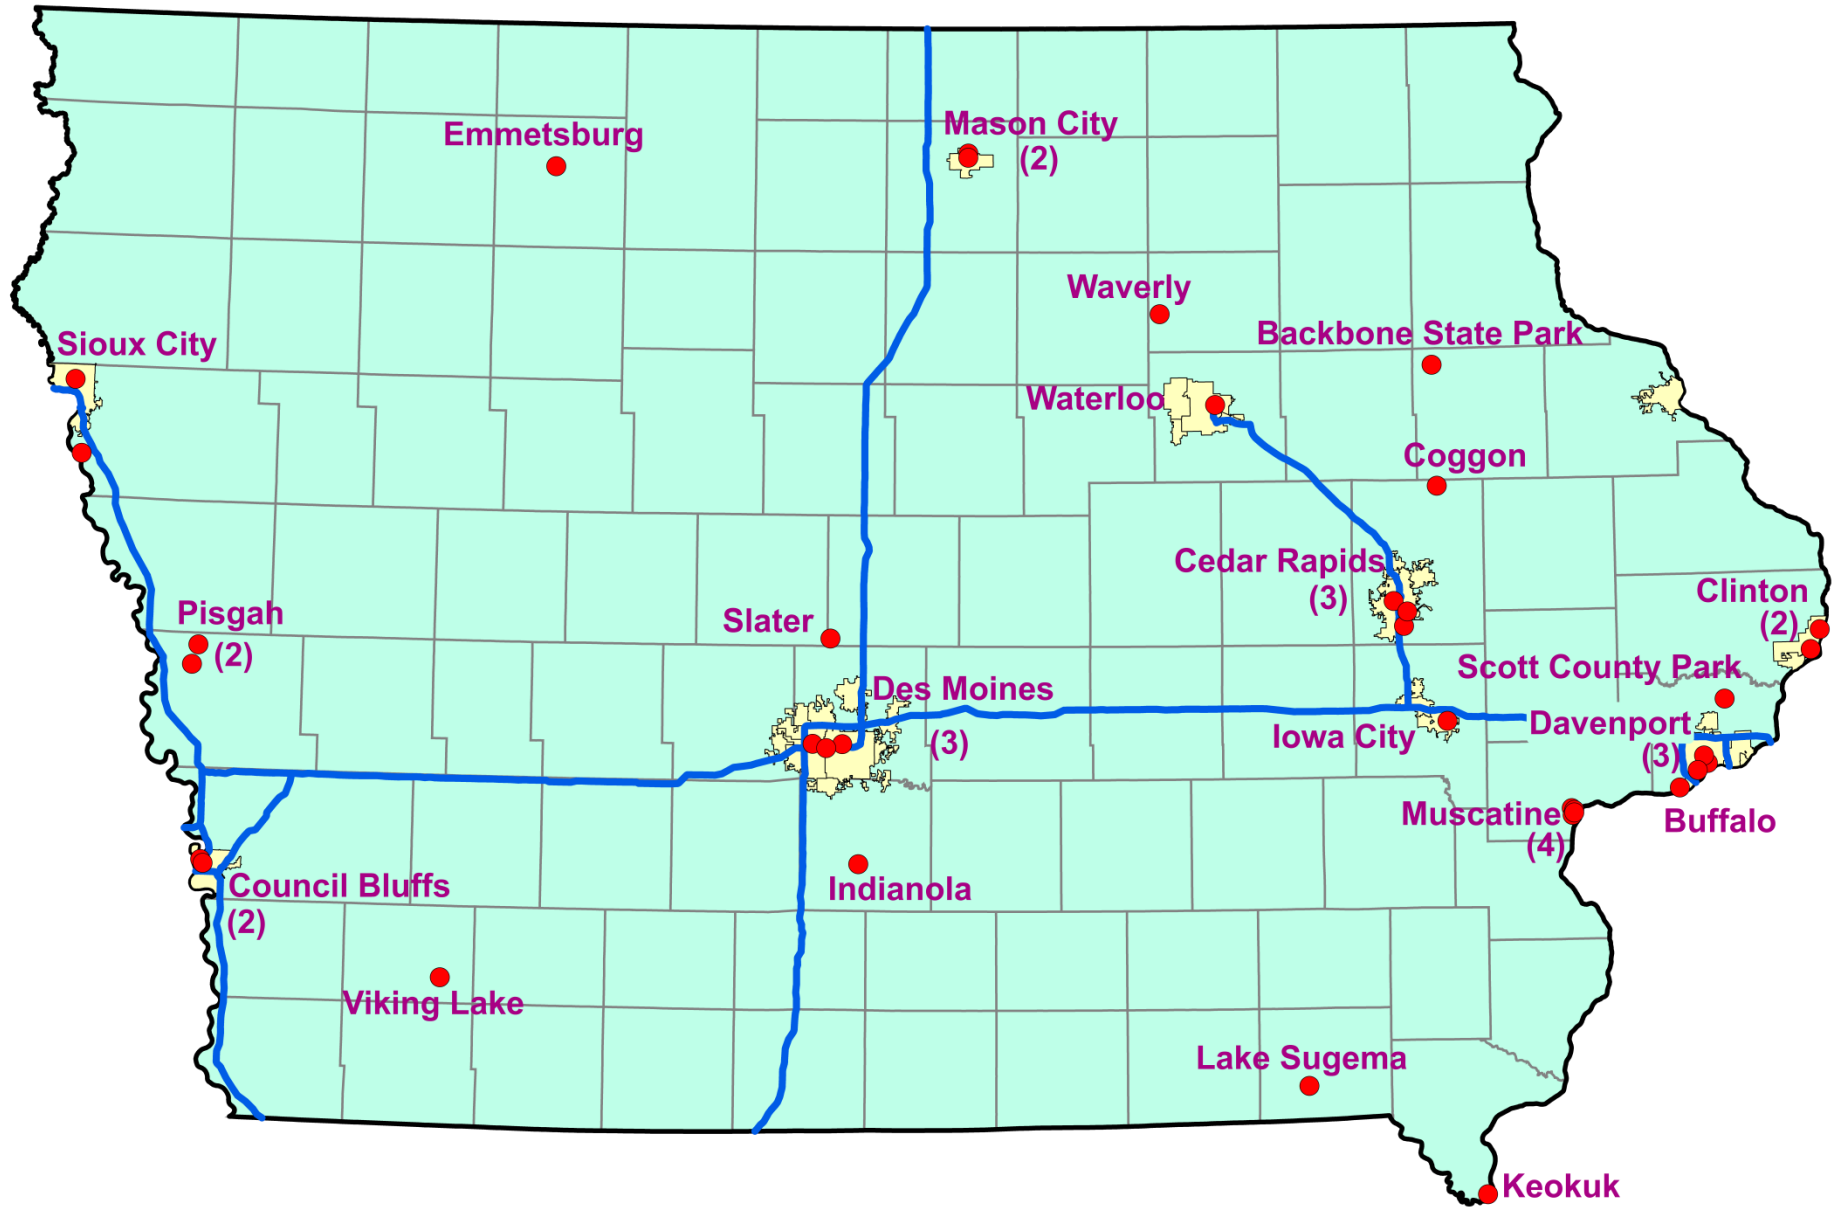 Mason City
(2)
Emmetsburg
Waverly
Backbone State Park
Sioux City
Waterloo
Coggon
Cedar Rapids
(3)
Clinton
(2)
Pisgah
(2)
Slater
Scott County Park
Des Moines
(3)
Davenport
(3)
Iowa City
Muscatine
(4)
Buffalo
Council Bluffs
(2)
Indianola
Viking Lake
Lake Sugema
Keokuk